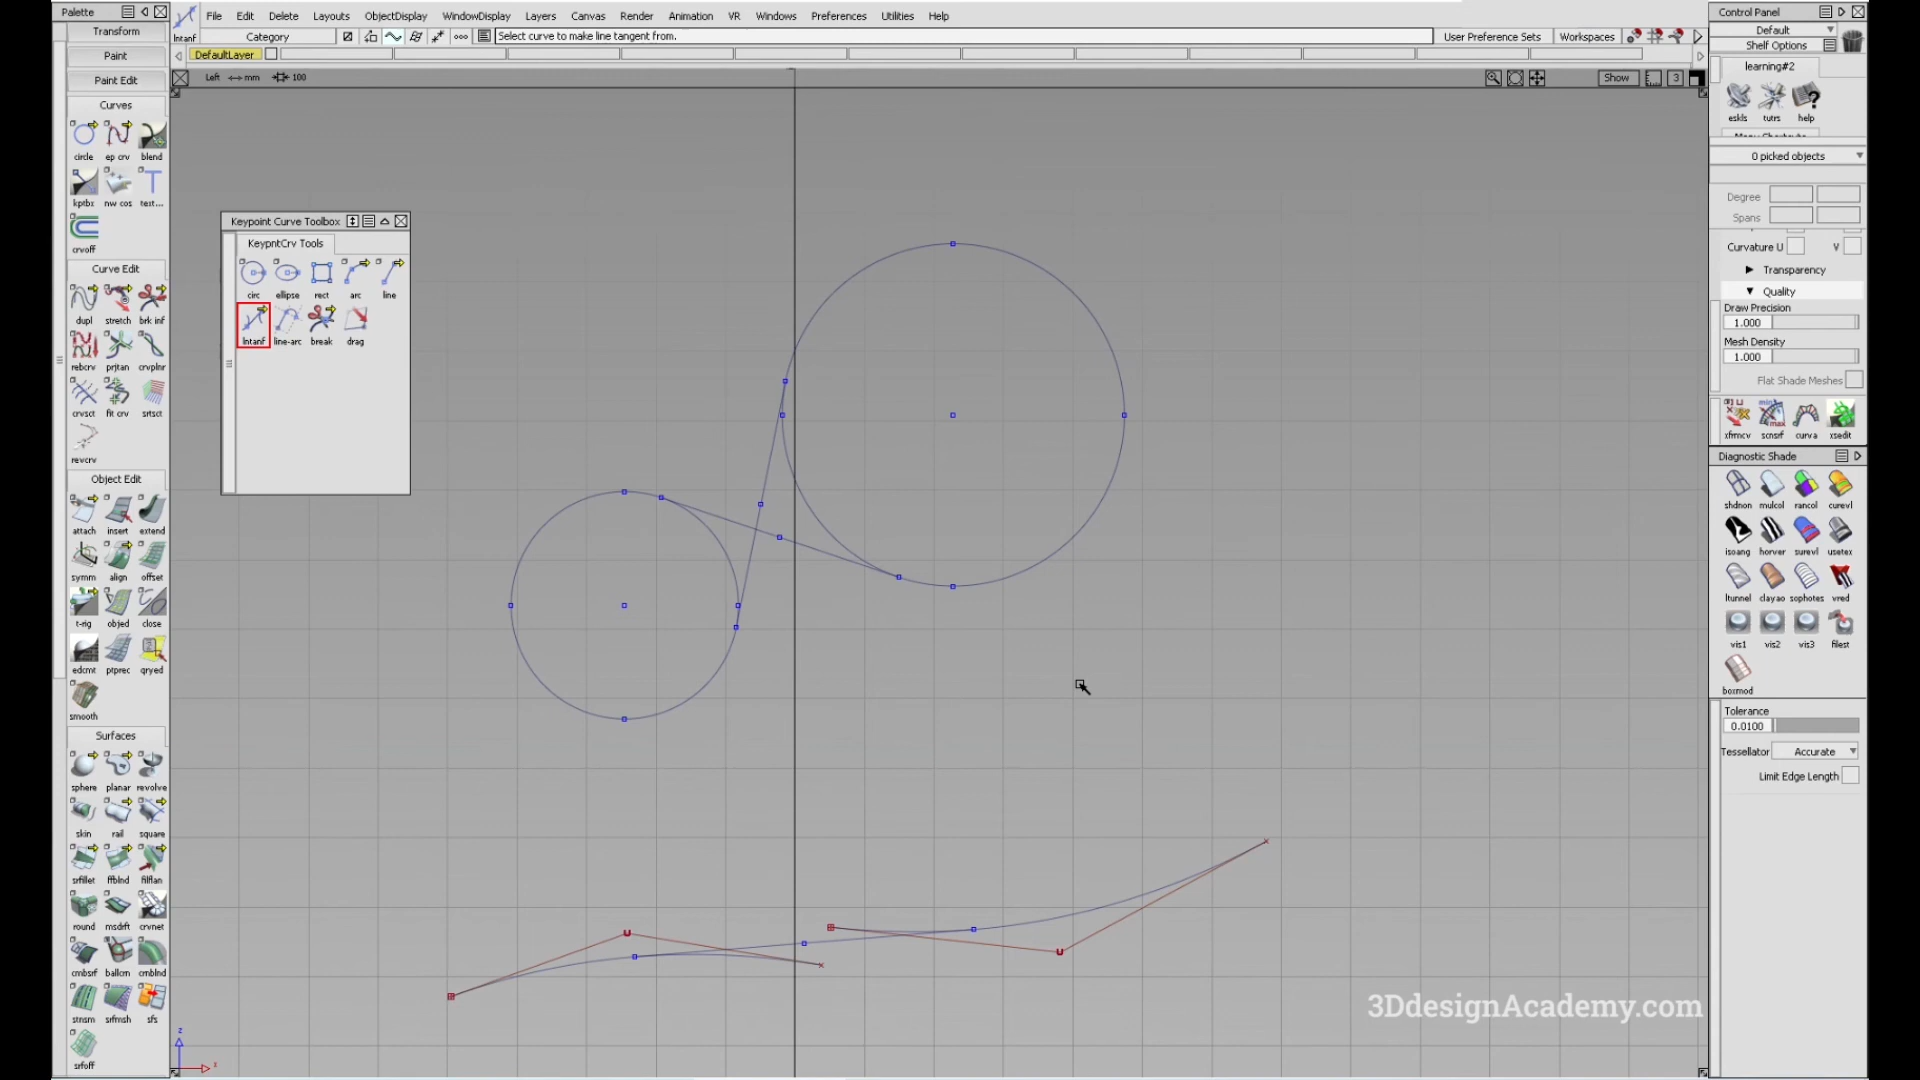 Palette
Transform
Paint
Paint Edit
Curves
circle ep crv blend
kptbx nw cos text...
crvoff
Curve Edit
dupl stretch brk inf
rebcrv prjtan crvplnr
crvsct fit crv srtsct
revcrv
Object Edit
attach insert extend
symm align offset
t-rig objed close
edcmt ptprec qryed
smooth
Surfaces
sphere planar revolve
skin rail square
srfillet ffblnd filflan
round msdrft crvnet
cmbsrf ballcrn cmblnd
stnsm srfmsh sfs
srfoff
File Edit Delete Layouts ObjectDisplay WindowDisplay Layers Canvas Render Animation VR Windows Preferences Utilities Help
lntanf Category Select curve to make line tangent from. User Preference Sets Workspaces
DefaultLayer
Left mm 100 Show 3
Keypoint Curve Toolbox
KeypntCrv Tools
circ ellipse rect arc line
lntanf line-arc break drag
U U
z
x
3DdesignAcademy.com
Control Panel
Default
Shelf Options
learning#2
eskls tutrs help
Menu Shortcuts
0 picked objects
Degree
Spans
Curvature U V
Transparency
Quality
Draw Precision
1.000
Mesh Density
1.000
Flat Shade Meshes
xfrmcv scnsrf curva xsedit
Diagnostic Shade
shdnon mulcol rancol curevl
isoang horver surevl usetex
ltunnel clayao sophotes vred
vis1 vis2 vis3 filest
boxmod
Tolerance
0.0100
Tessellator Accurate
Limit Edge Length